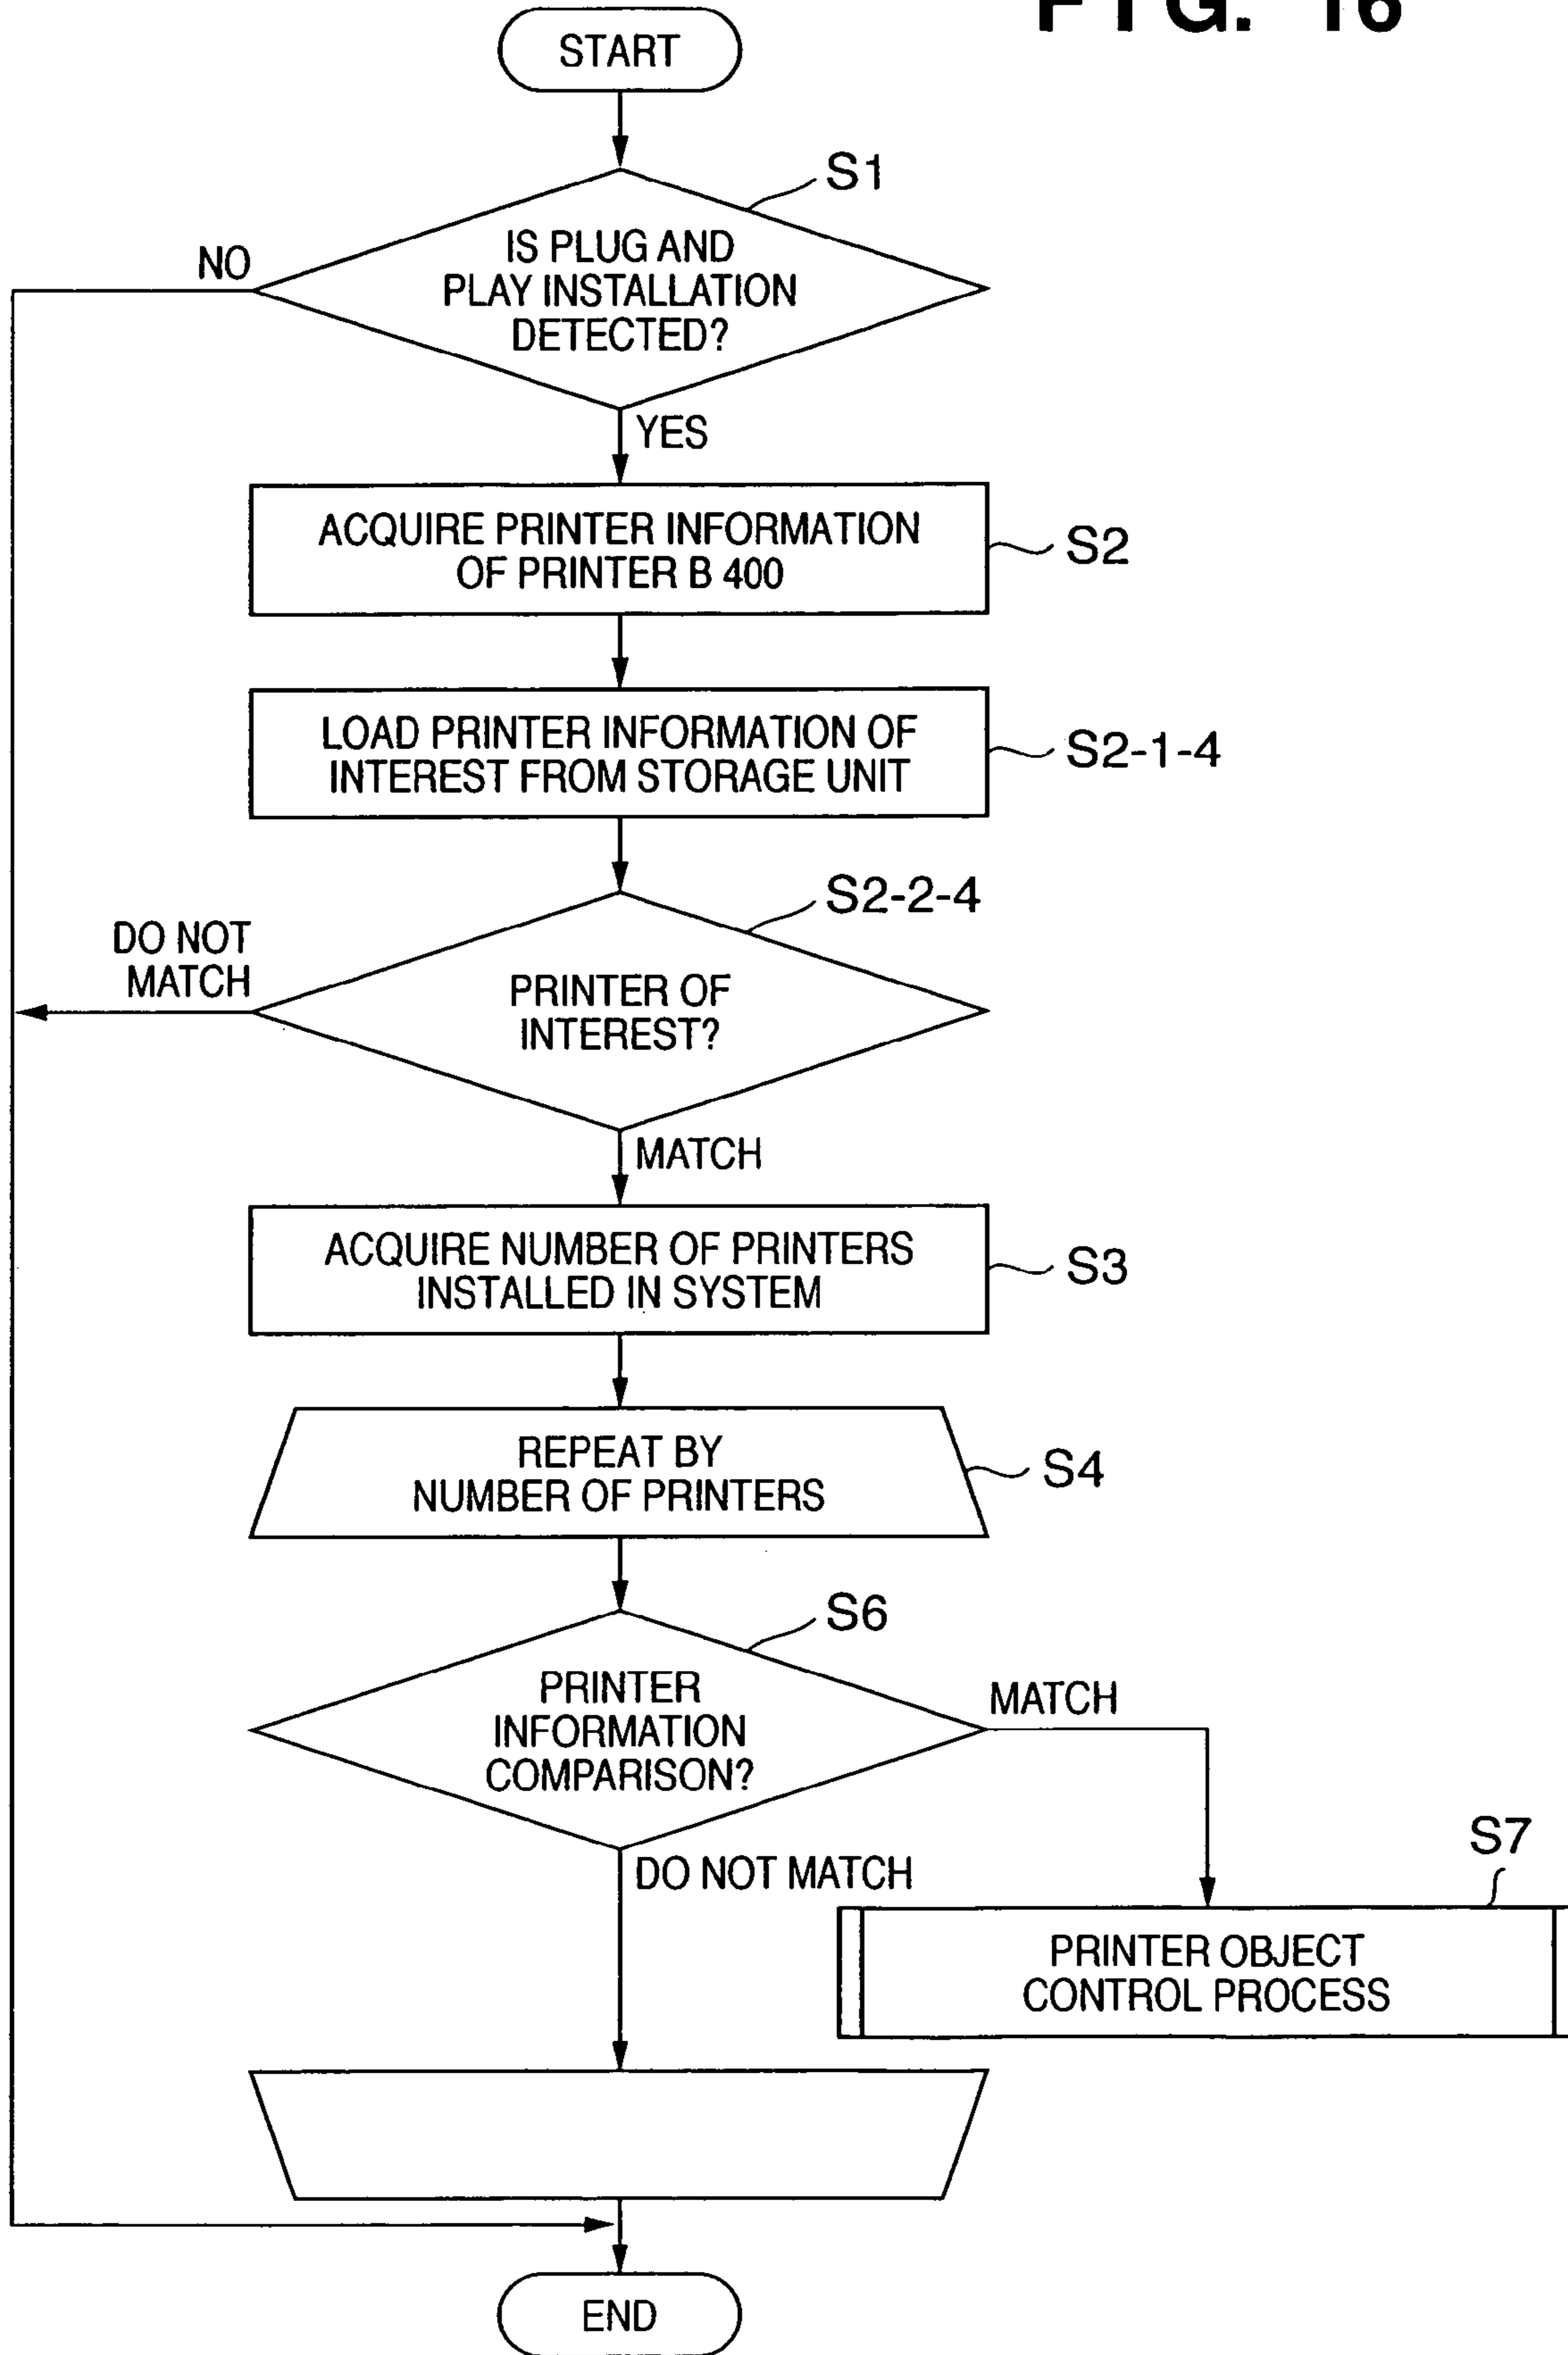 FIG. 16
START
S1
IS PLUG AND
PLAY INSTALLATION
DETECTED?
NO
YES
ACQUIRE PRINTER INFORMATION
OF PRINTER B 400
S2
LOAD PRINTER INFORMATION OF
INTEREST FROM STORAGE UNIT
S2-1-4
S2-2-4
DO NOT
MATCH
PRINTER OF
INTEREST?
MATCH
ACQUIRE NUMBER OF PRINTERS
INSTALLED IN SYSTEM
S3
REPEAT BY
NUMBER OF PRINTERS
S4
S6
PRINTER
INFORMATION
COMPARISON?
MATCH
DO NOT MATCH
S7
PRINTER OBJECT
CONTROL PROCESS
END